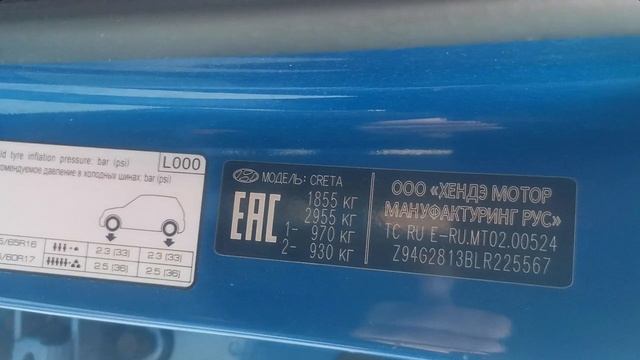 ld tyre inflation pressure: bar (psi)
L000
комендуемое давление в холодных шинах: bar (psi)
5/65R16 2.3 (33) 2.3 (33)
/60R17 2.5 (36) 2.5 (36)
МОДЕЛЬ: CRETA
EAC
1855 КГ
2955 КГ
1- 970 КГ
2- 930 КГ
ООО «ХЕНДЭ МОТОР
МАНУФАКТУРИНГ РУС»
TC RU E-RU.MT02.00524
Z94G2813BLR225567